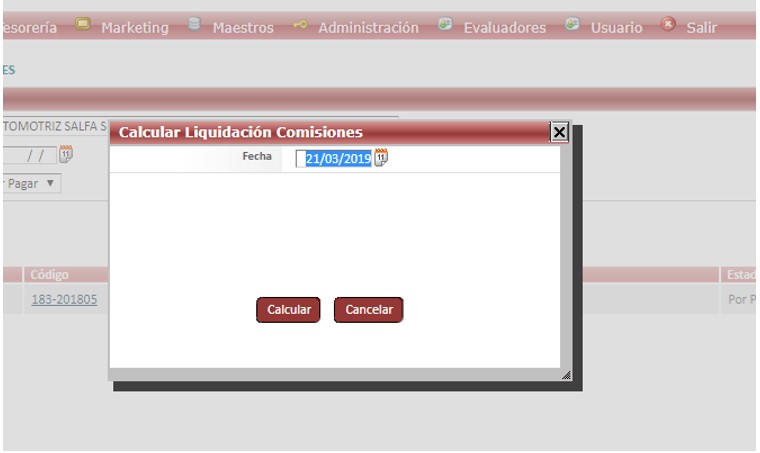 esorería Marketing Maestros Administración Evaluadores Usuario Salir
ES
TOMOTRIZ SALFA S
Calcular Liquidación Comisiones
Fecha 21/03/2019
/ /
r Pagar
Calcular Cancelar
Código Estad
183-201805 Por P